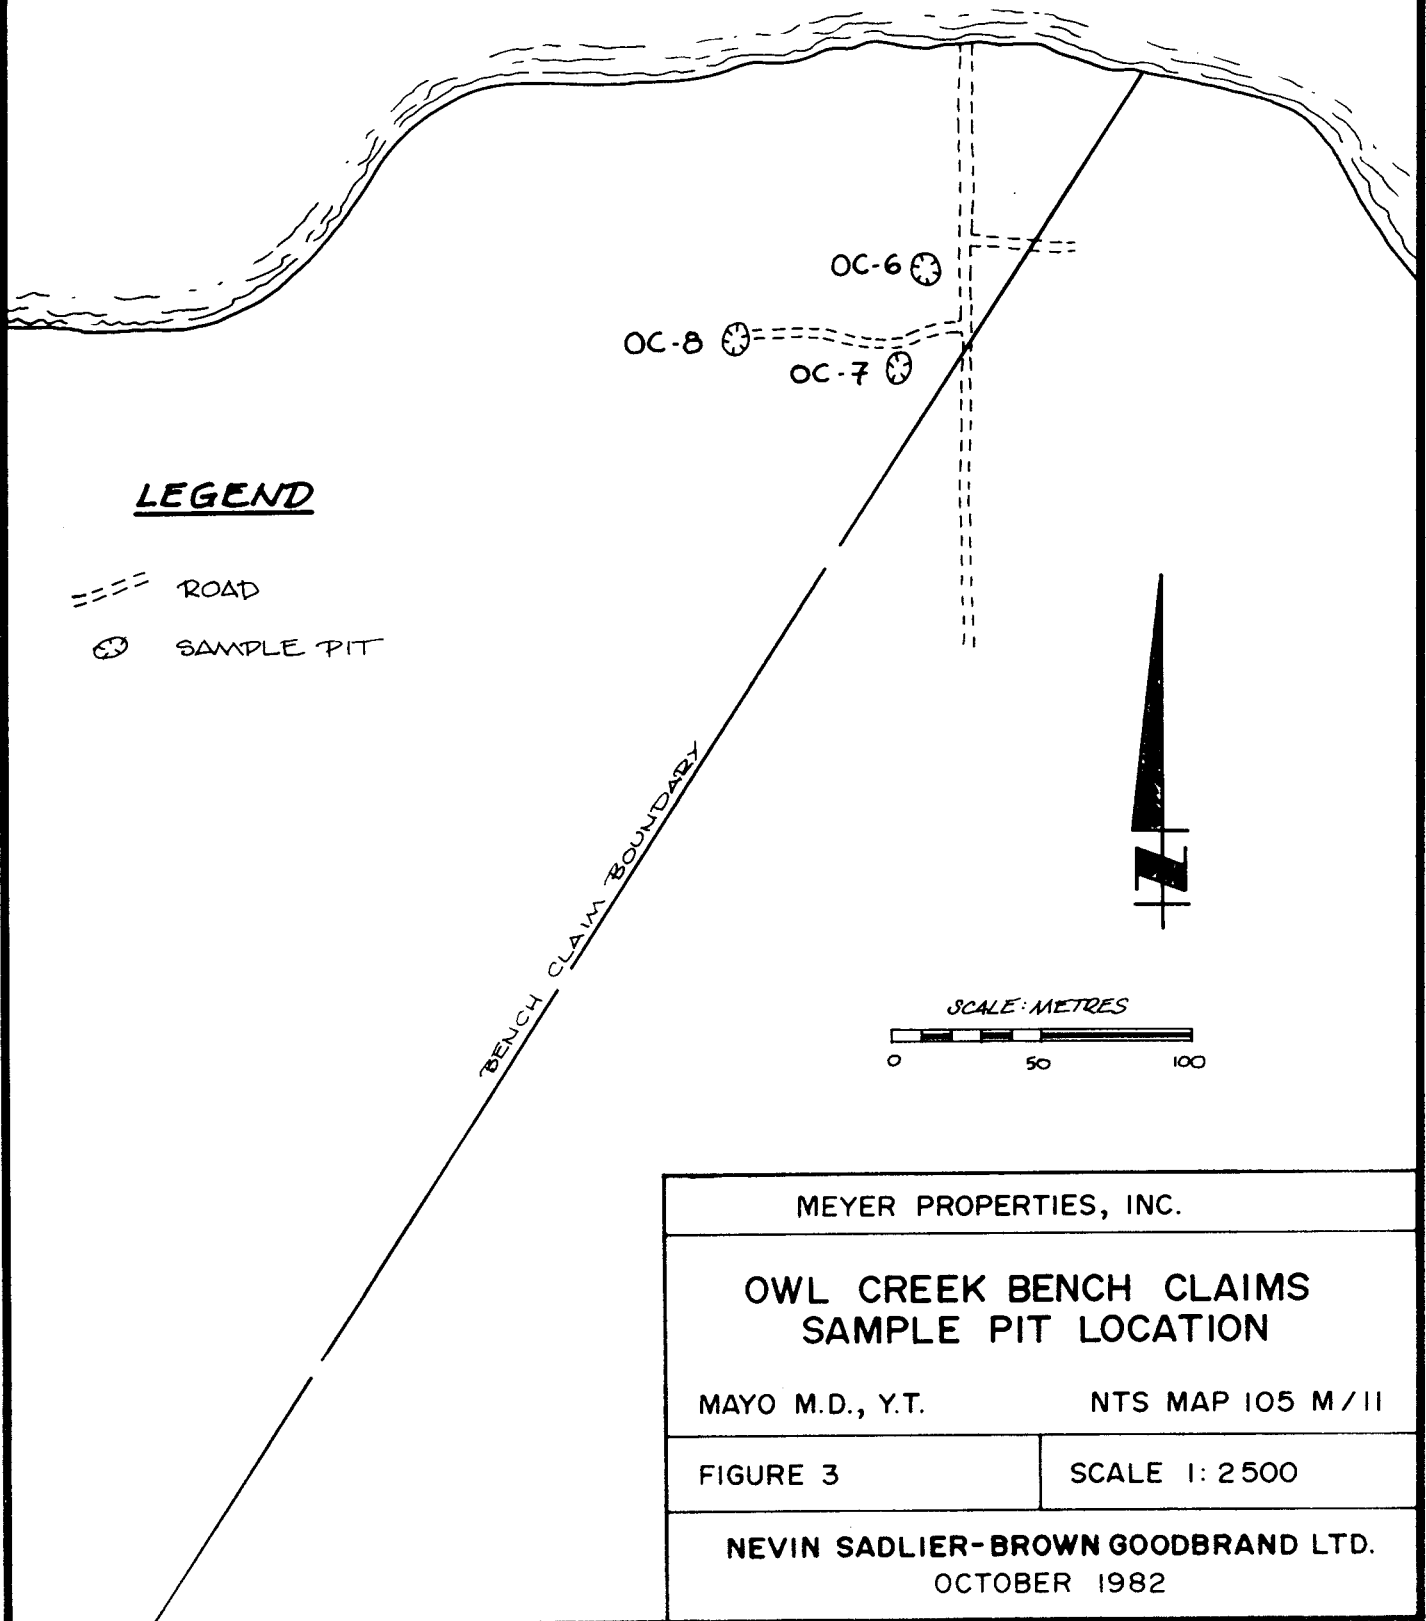 OC-6
OC-8
OC-7
LEGEND
ROAD
SAMPLE PIT
BENCH CLAIM BOUNDARY
N
SCALE: METRES
0 50 100
MEYER PROPERTIES, INC.
OWL CREEK BENCH CLAIMS
SAMPLE PIT LOCATION
MAYO M.D., Y.T. NTS MAP 105 M/11
FIGURE 3 SCALE 1:2500
NEVIN SADLIER-BROWN GOODBRAND LTD.
OCTOBER 1982